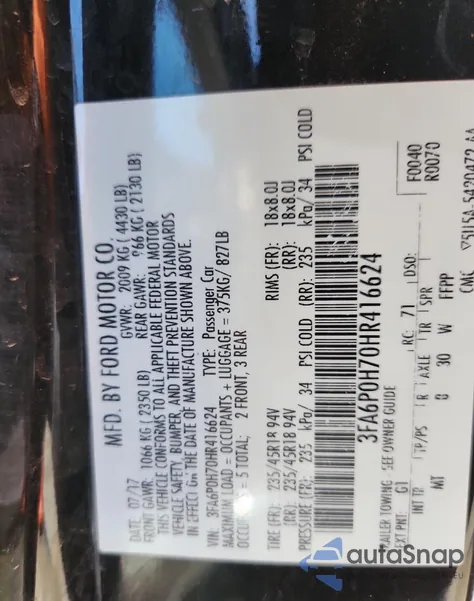 MFD. BY FORD MOTOR CO.
DATE: 07/17 GVWR: 2009 KG ( 4430 LB)
FRONT GAWR: 1066 KG ( 2350 LB) REAR GAWR: 966 KG ( 2130 LB)
THIS VEHICLE CONFORMS TO ALL APPLICABLE FEDERAL MOTOR
VEHICLE SAFETY, BUMPER, AND THEFT PREVENTION STANDARDS
IN EFFECT ON THE DATE OF MANUFACTURE SHOWN ABOVE.
VIN: 3FA6P0H70HR416624 TYPE: Passenger Car
MAXIMUM LOAD = OCCUPANTS + LUGGAGE = 375KG/ 827LB
OCCUPANTS = 5 TOTAL; 2 FRONT, 3 REAR
TIRE (FR): 235/45R18 94V RIMS (FR): 18x8.0J
(RR): 235/45R18 94V (RR): 18x8.0J
PRESSURE (FR): 235 kPa/ 34 PSI COLD (RR): 235 kPa/ 34 PSI COLD
3FA6P0H70HR416624
TRAILER TOWING - SEE OWNER GUIDE
EXT PNT: G1 RC: 71 DSO: F0040
R0070
INT TR TP/PS R AXLE TR SPR
MT 8 30 W FEPP
autoSnap